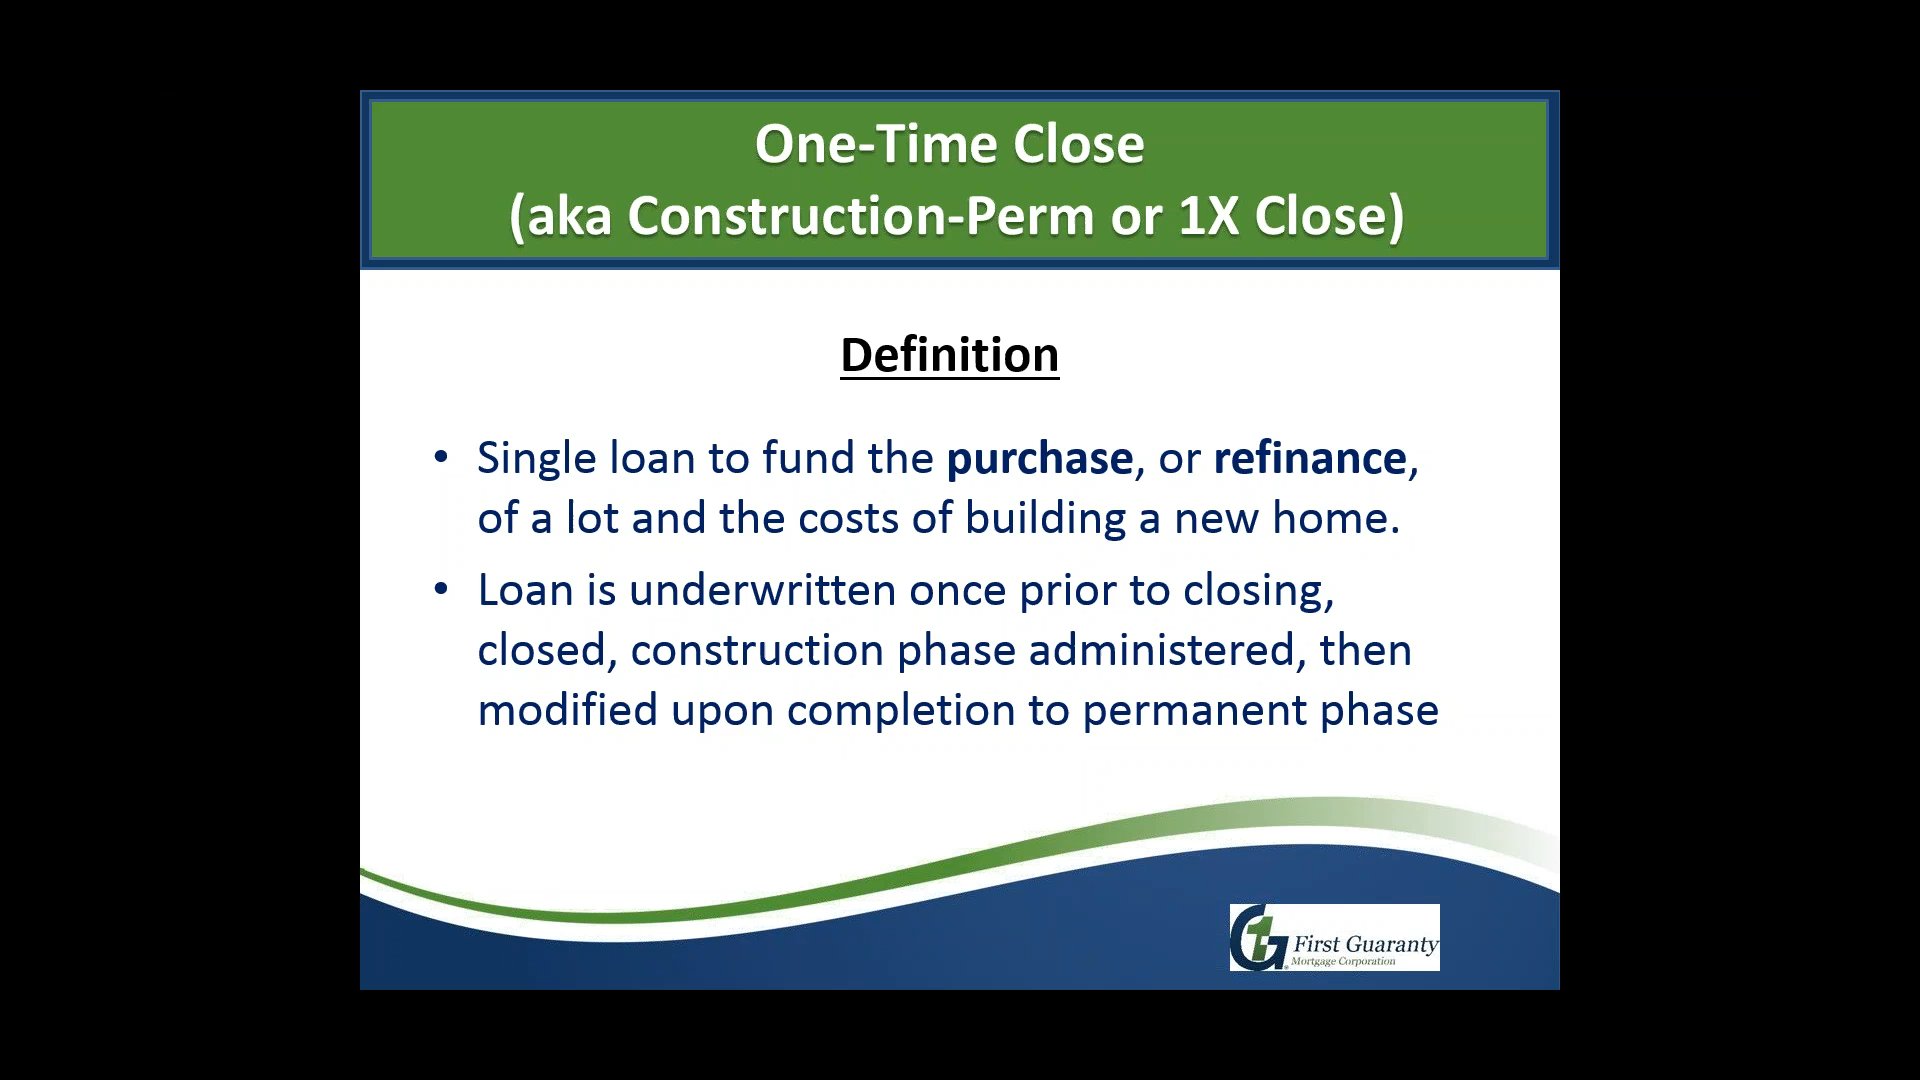 One-Time Close
(aka Construction-Perm or 1X Close)
Definition
• Single loan to fund the purchase, or refinance,
of a lot and the costs of building a new home.
• Loan is underwritten once prior to closing,
closed, construction phase administered, then
modified upon completion to permanent phase
G1
First Guaranty
Mortgage Corporation